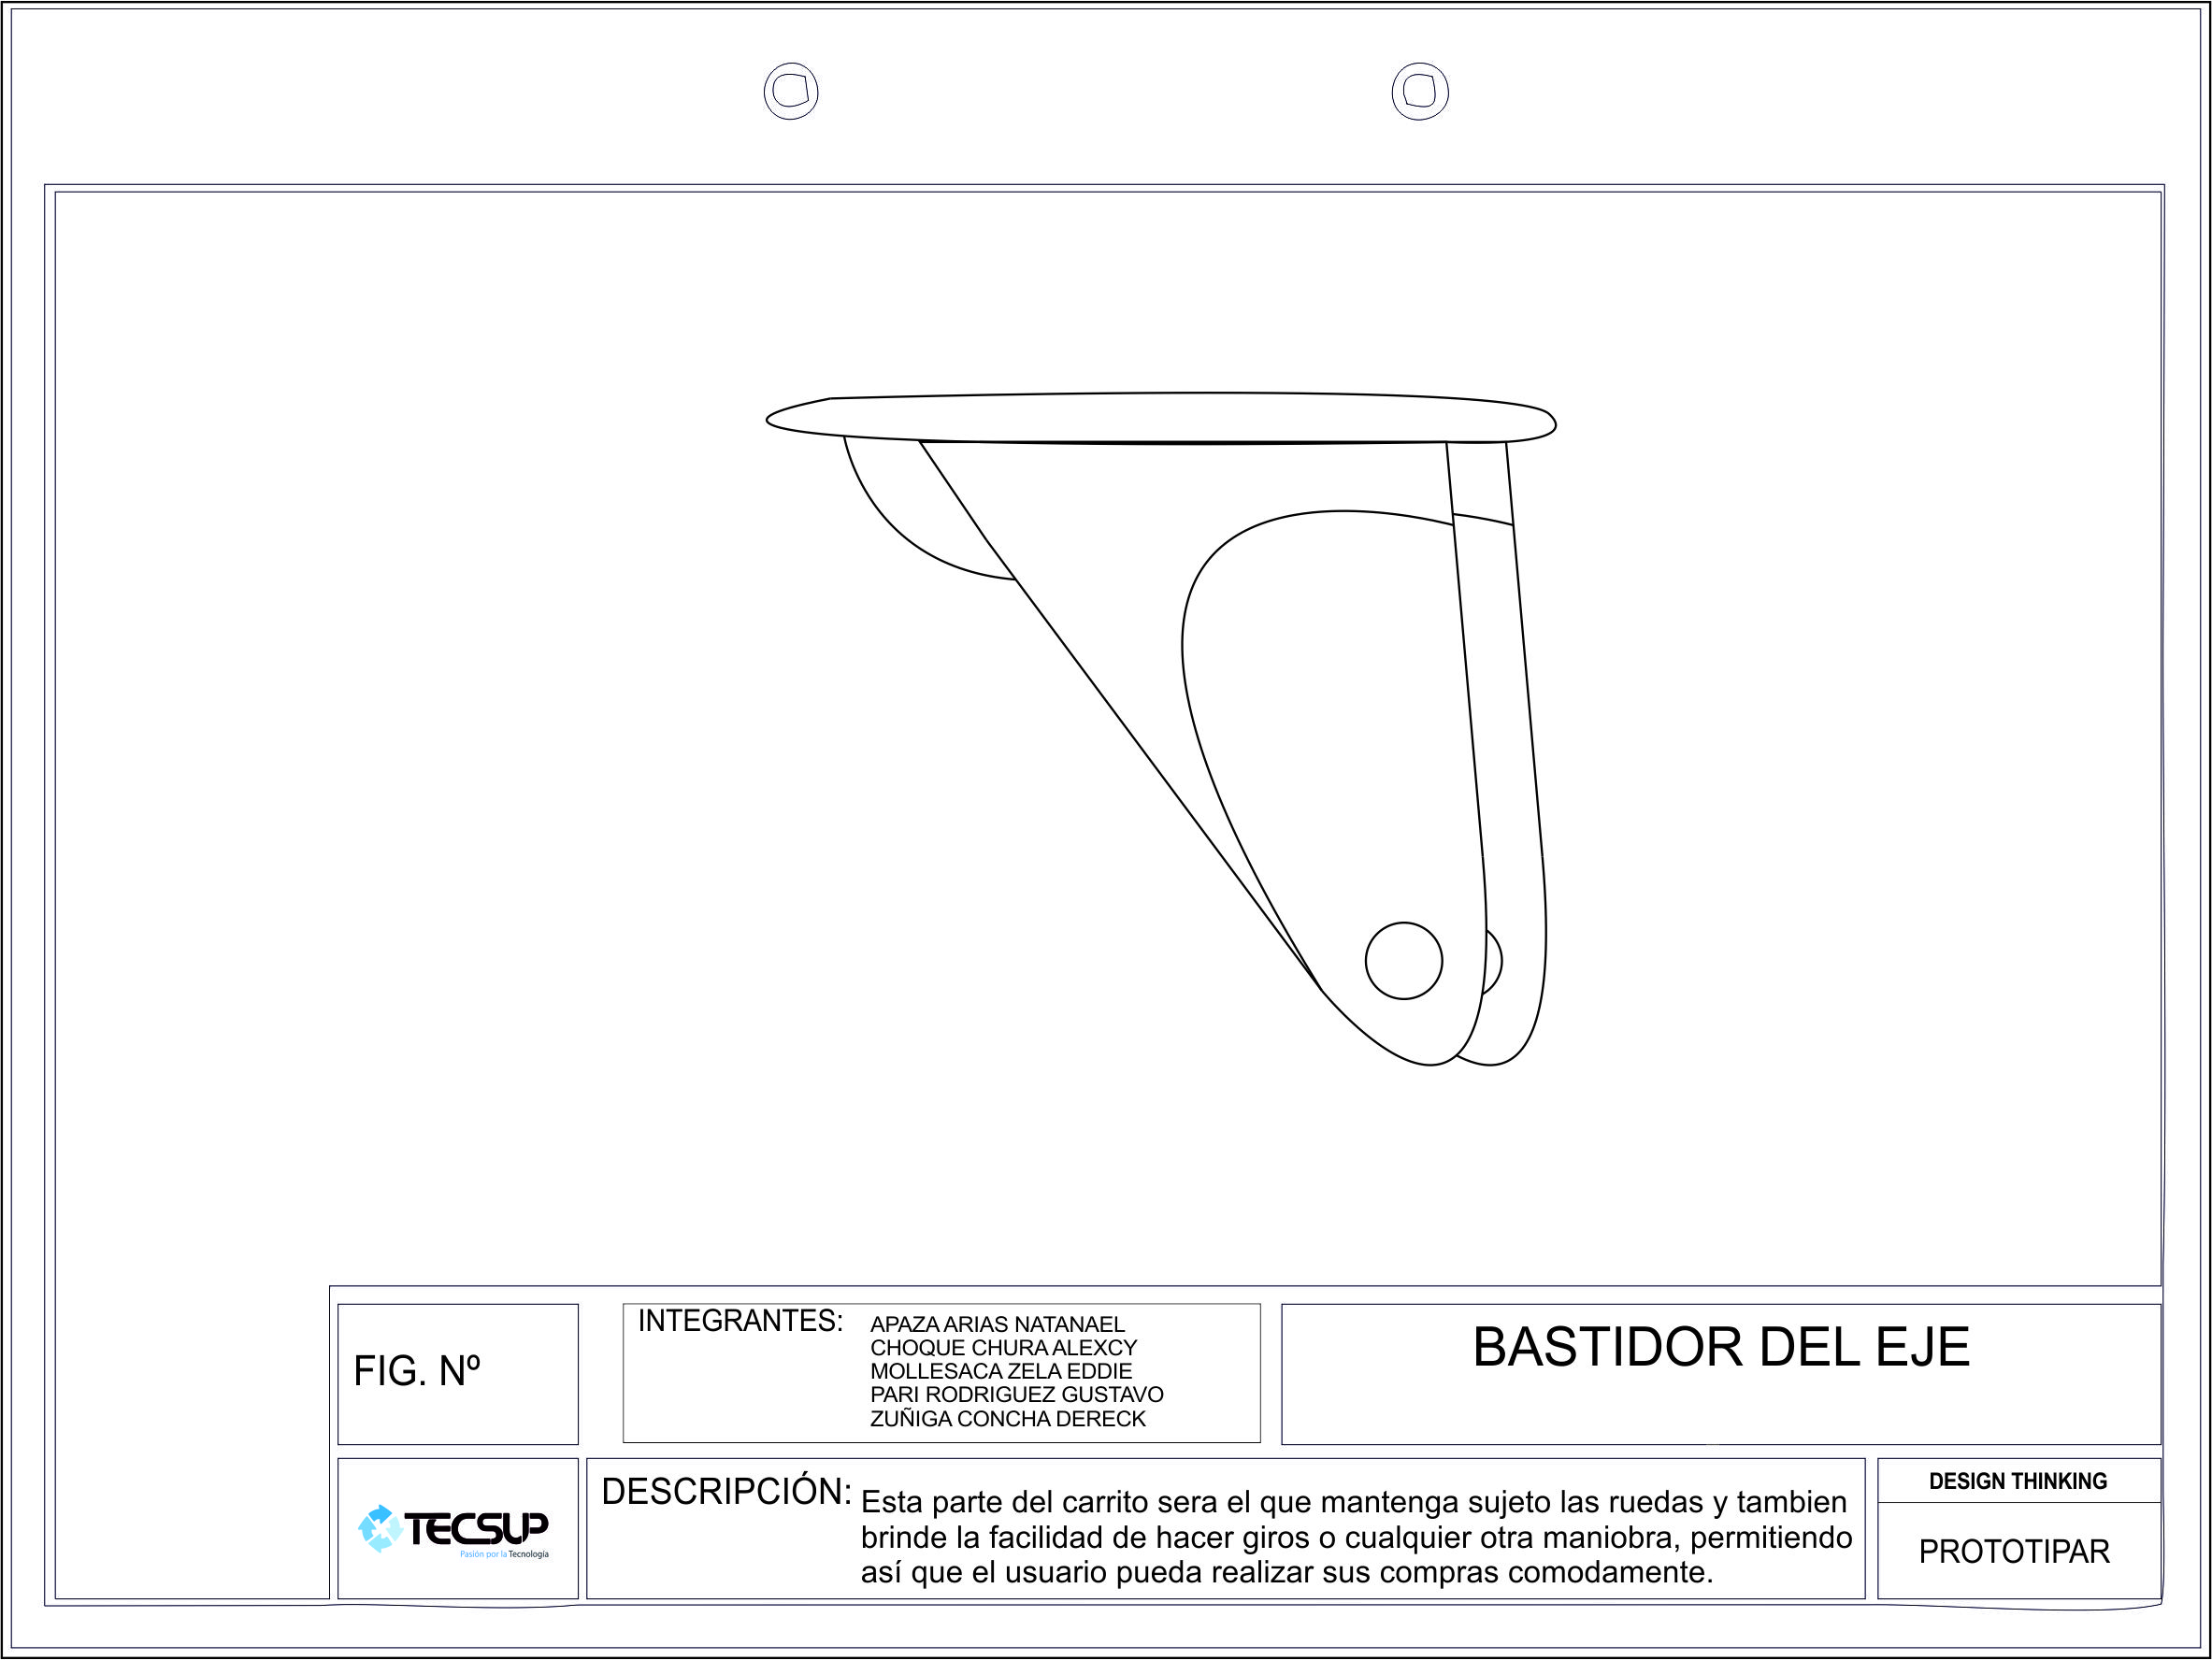 FIG. Nº
INTEGRANTES:
APAZA ARIAS NATANAEL
CHOQUE CHURA ALEXCY
MOLLESACA ZELA EDDIE
PARI RODRIGUEZ GUSTAVO
ZUÑIGA CONCHA DERECK
BASTIDOR DEL EJE
TECSUP
Pasión por la Tecnología
DESCRIPCIÓN:
Esta parte del carrito sera el que mantenga sujeto las ruedas y tambien
brinde la facilidad de hacer giros o cualquier otra maniobra, permitiendo
así que el usuario pueda realizar sus compras comodamente.
DESIGN THINKING
PROTOTIPAR